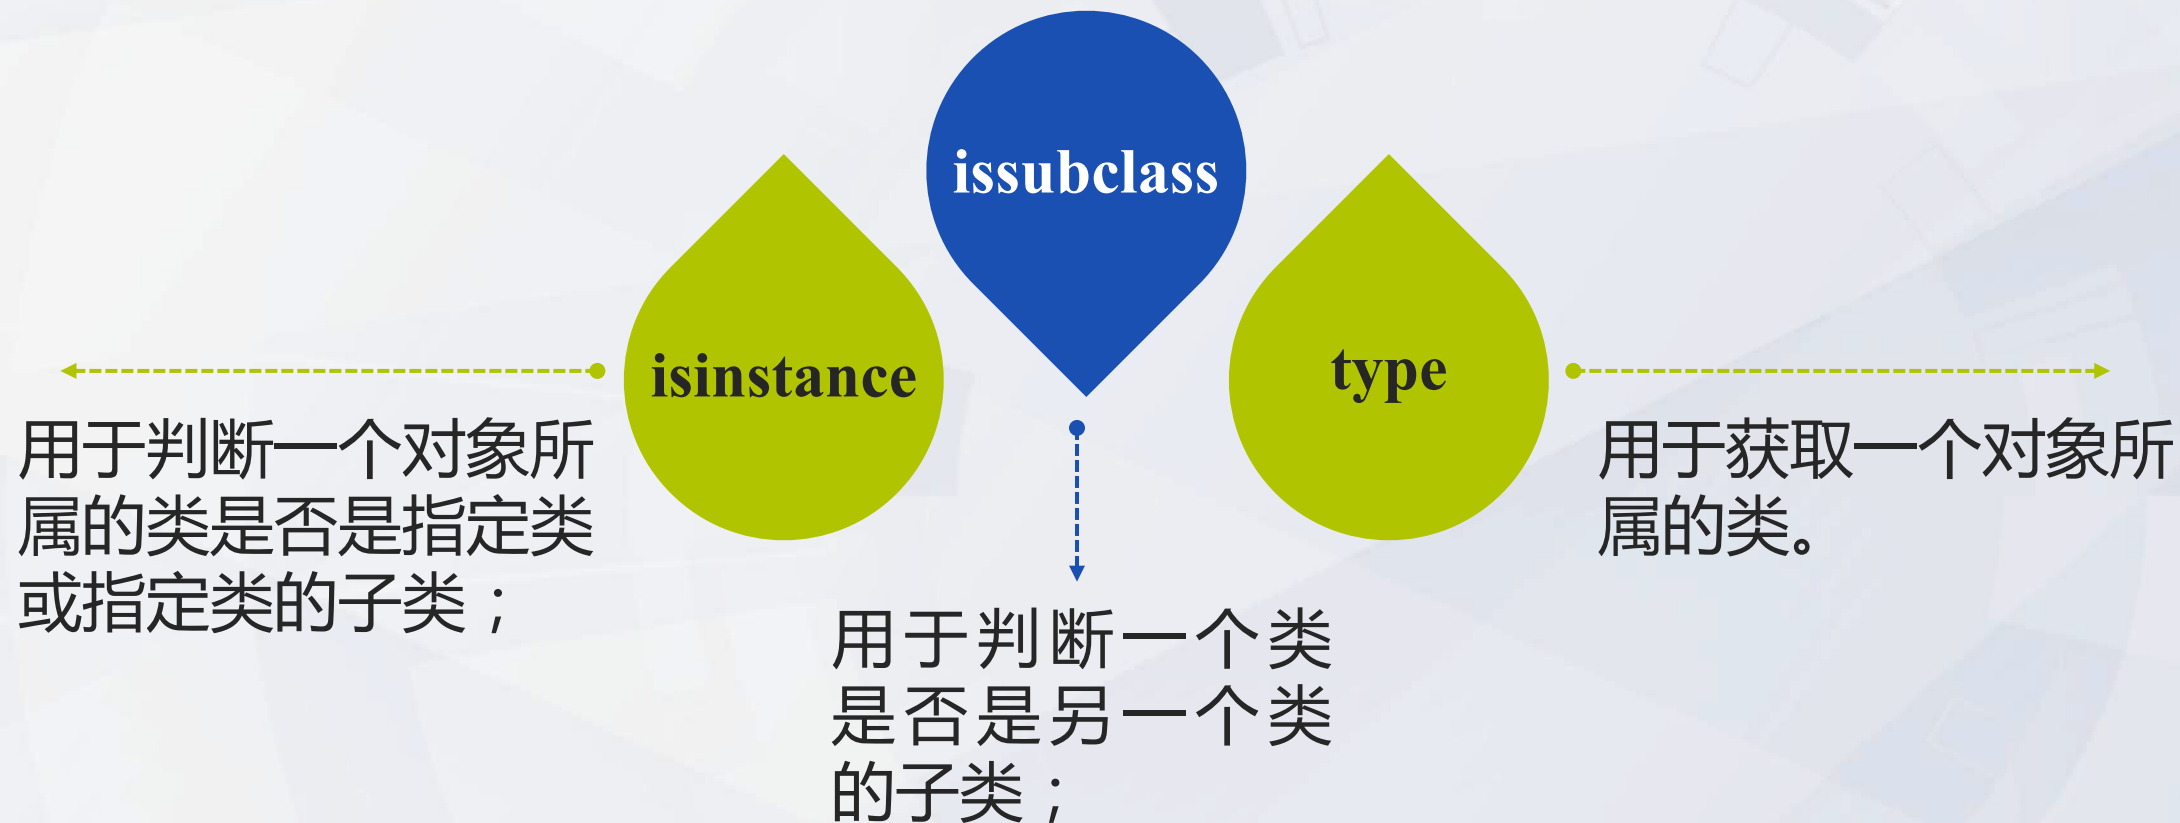 issubclass
isinstance
type
用于判断一个对象所
属的类是否是指定类
或指定类的子类；
用于判断一个类
是否是另一个类
的子类；
用于获取一个对象所
属的类。